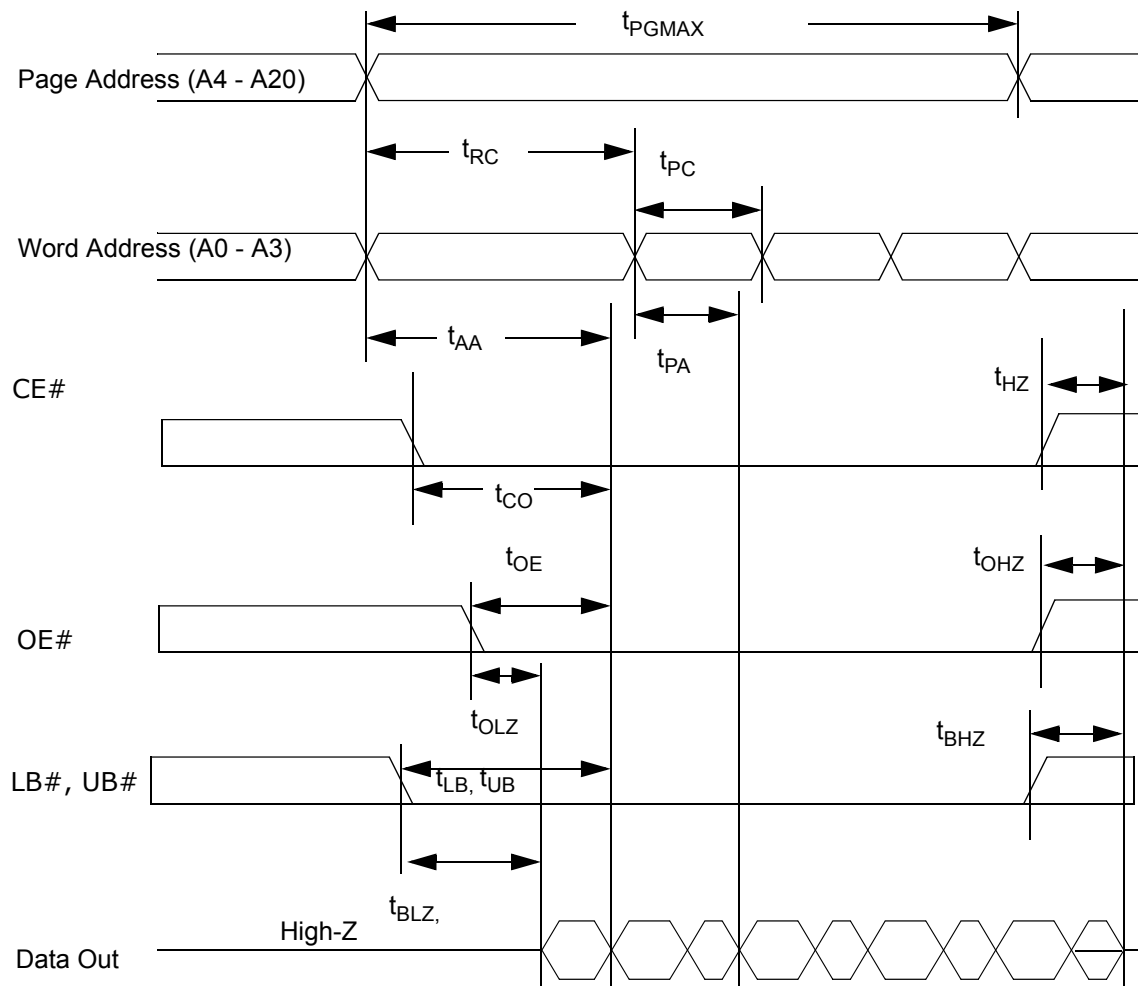 tPGMAX
Page Address (A4 - A20)
tRC
tPC
Word Address (A0 - A3)
tAA
tPA
tHZ
CE#
tCO
tOE
tOHZ
OE#
tOLZ
tBHZ
LB#, UB#
tLB, tUB
tBLZ,
High-Z
Data Out